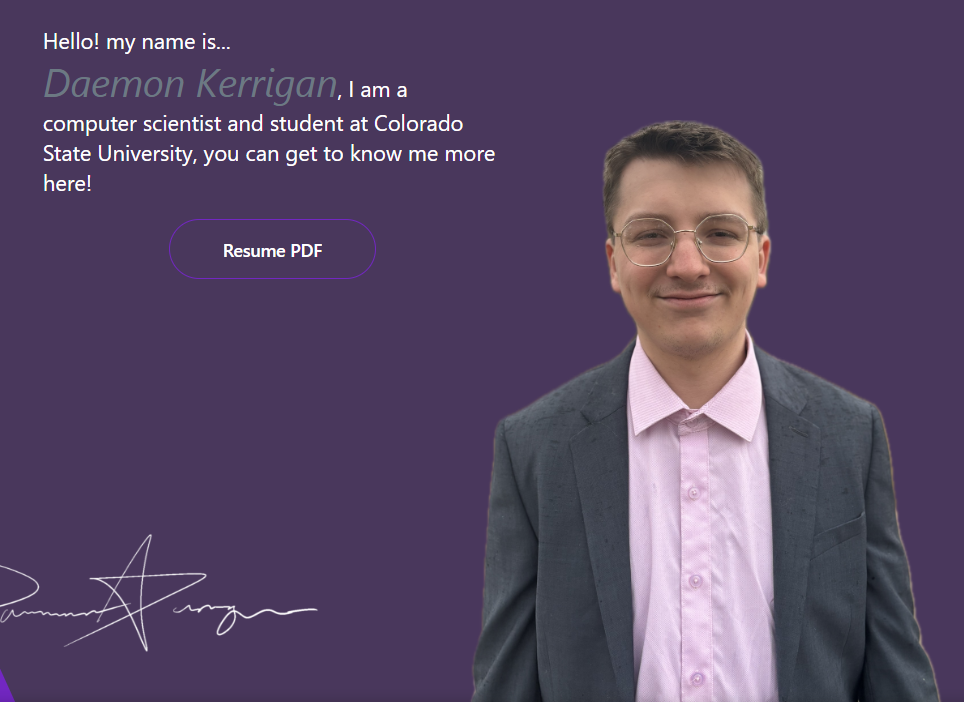 Hello! my name is...
Daemon Kerrigan, I am a
computer scientist and student at Colorado
State University, you can get to know me more
here!
Resume PDF